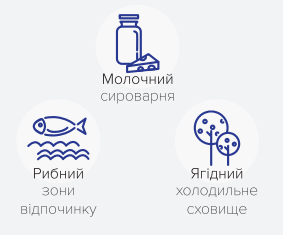 Молочний
сироварня
Рибний
зони
відпочинку
Ягідний
холодильне
сховище